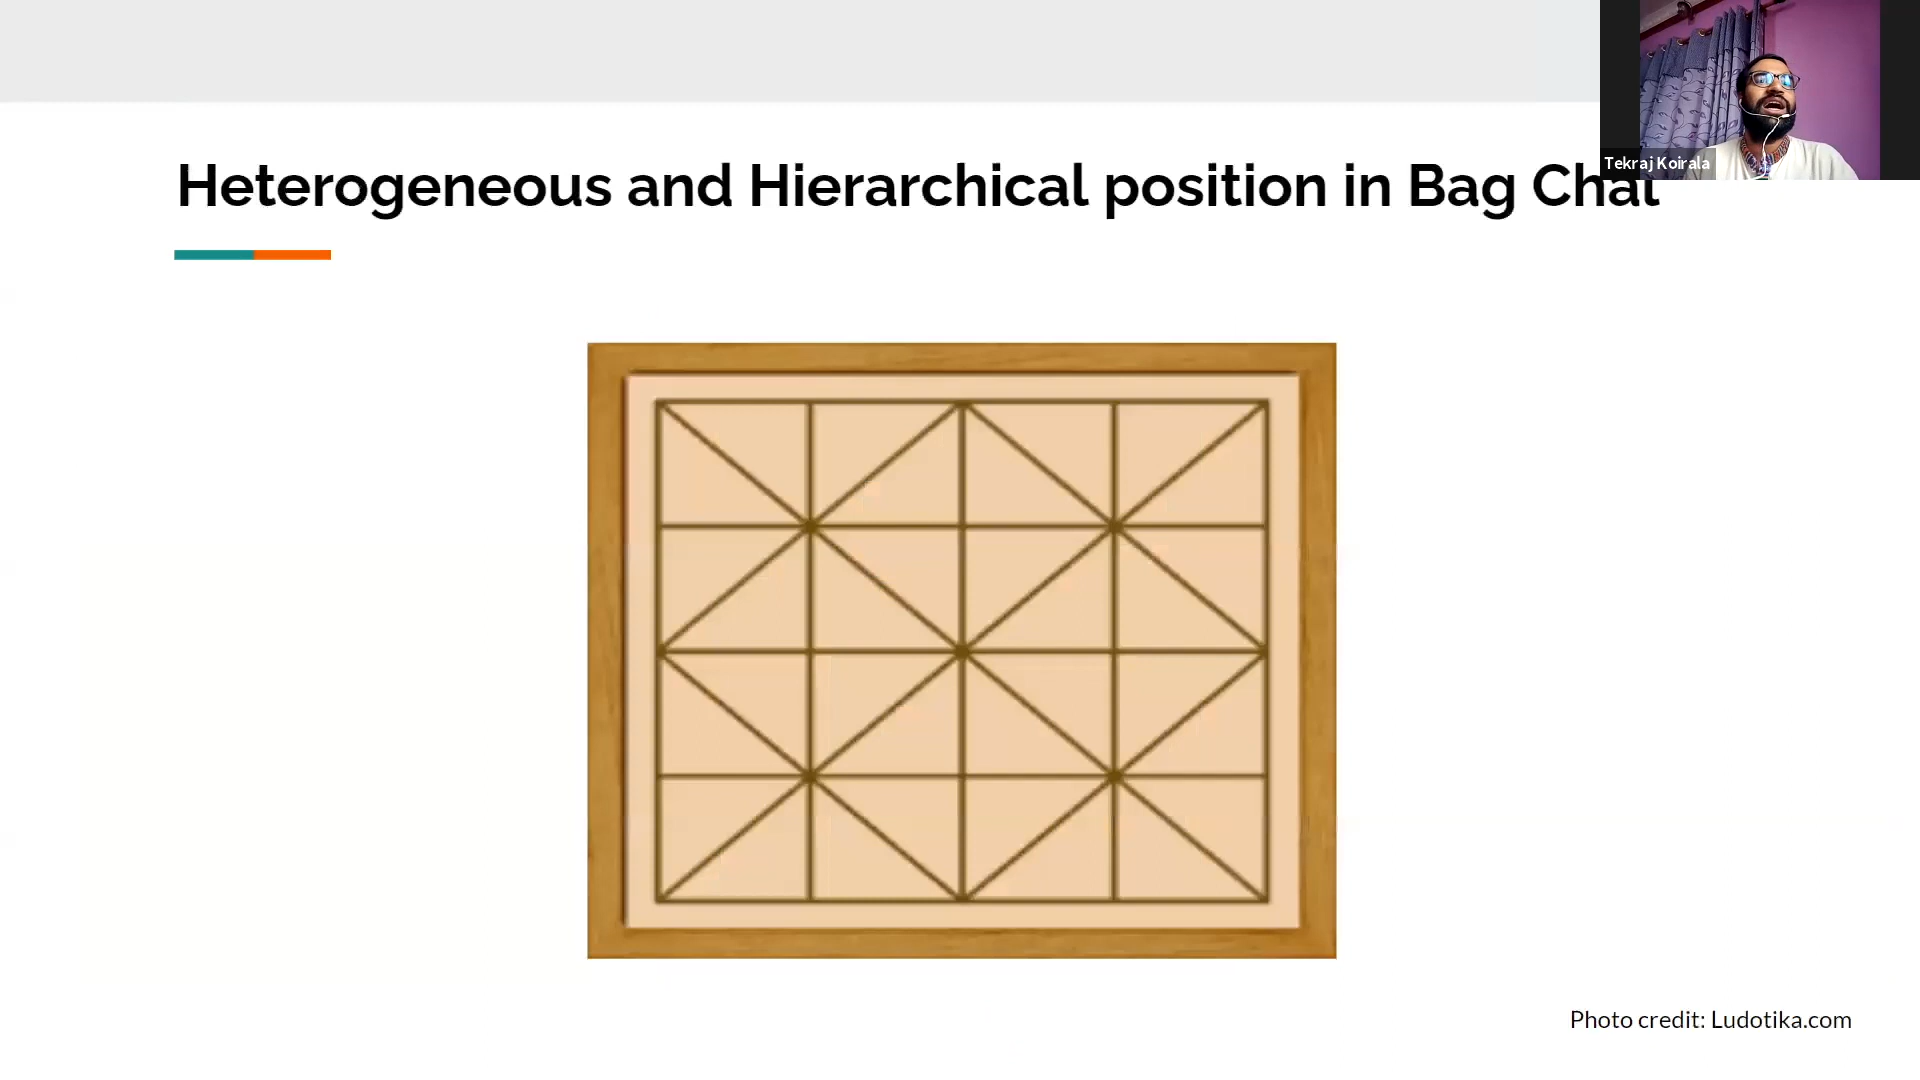 Heterogeneous and Hierarchical position in Bag Chal
Tekraj Koirala
Photo credit: Ludotika.com